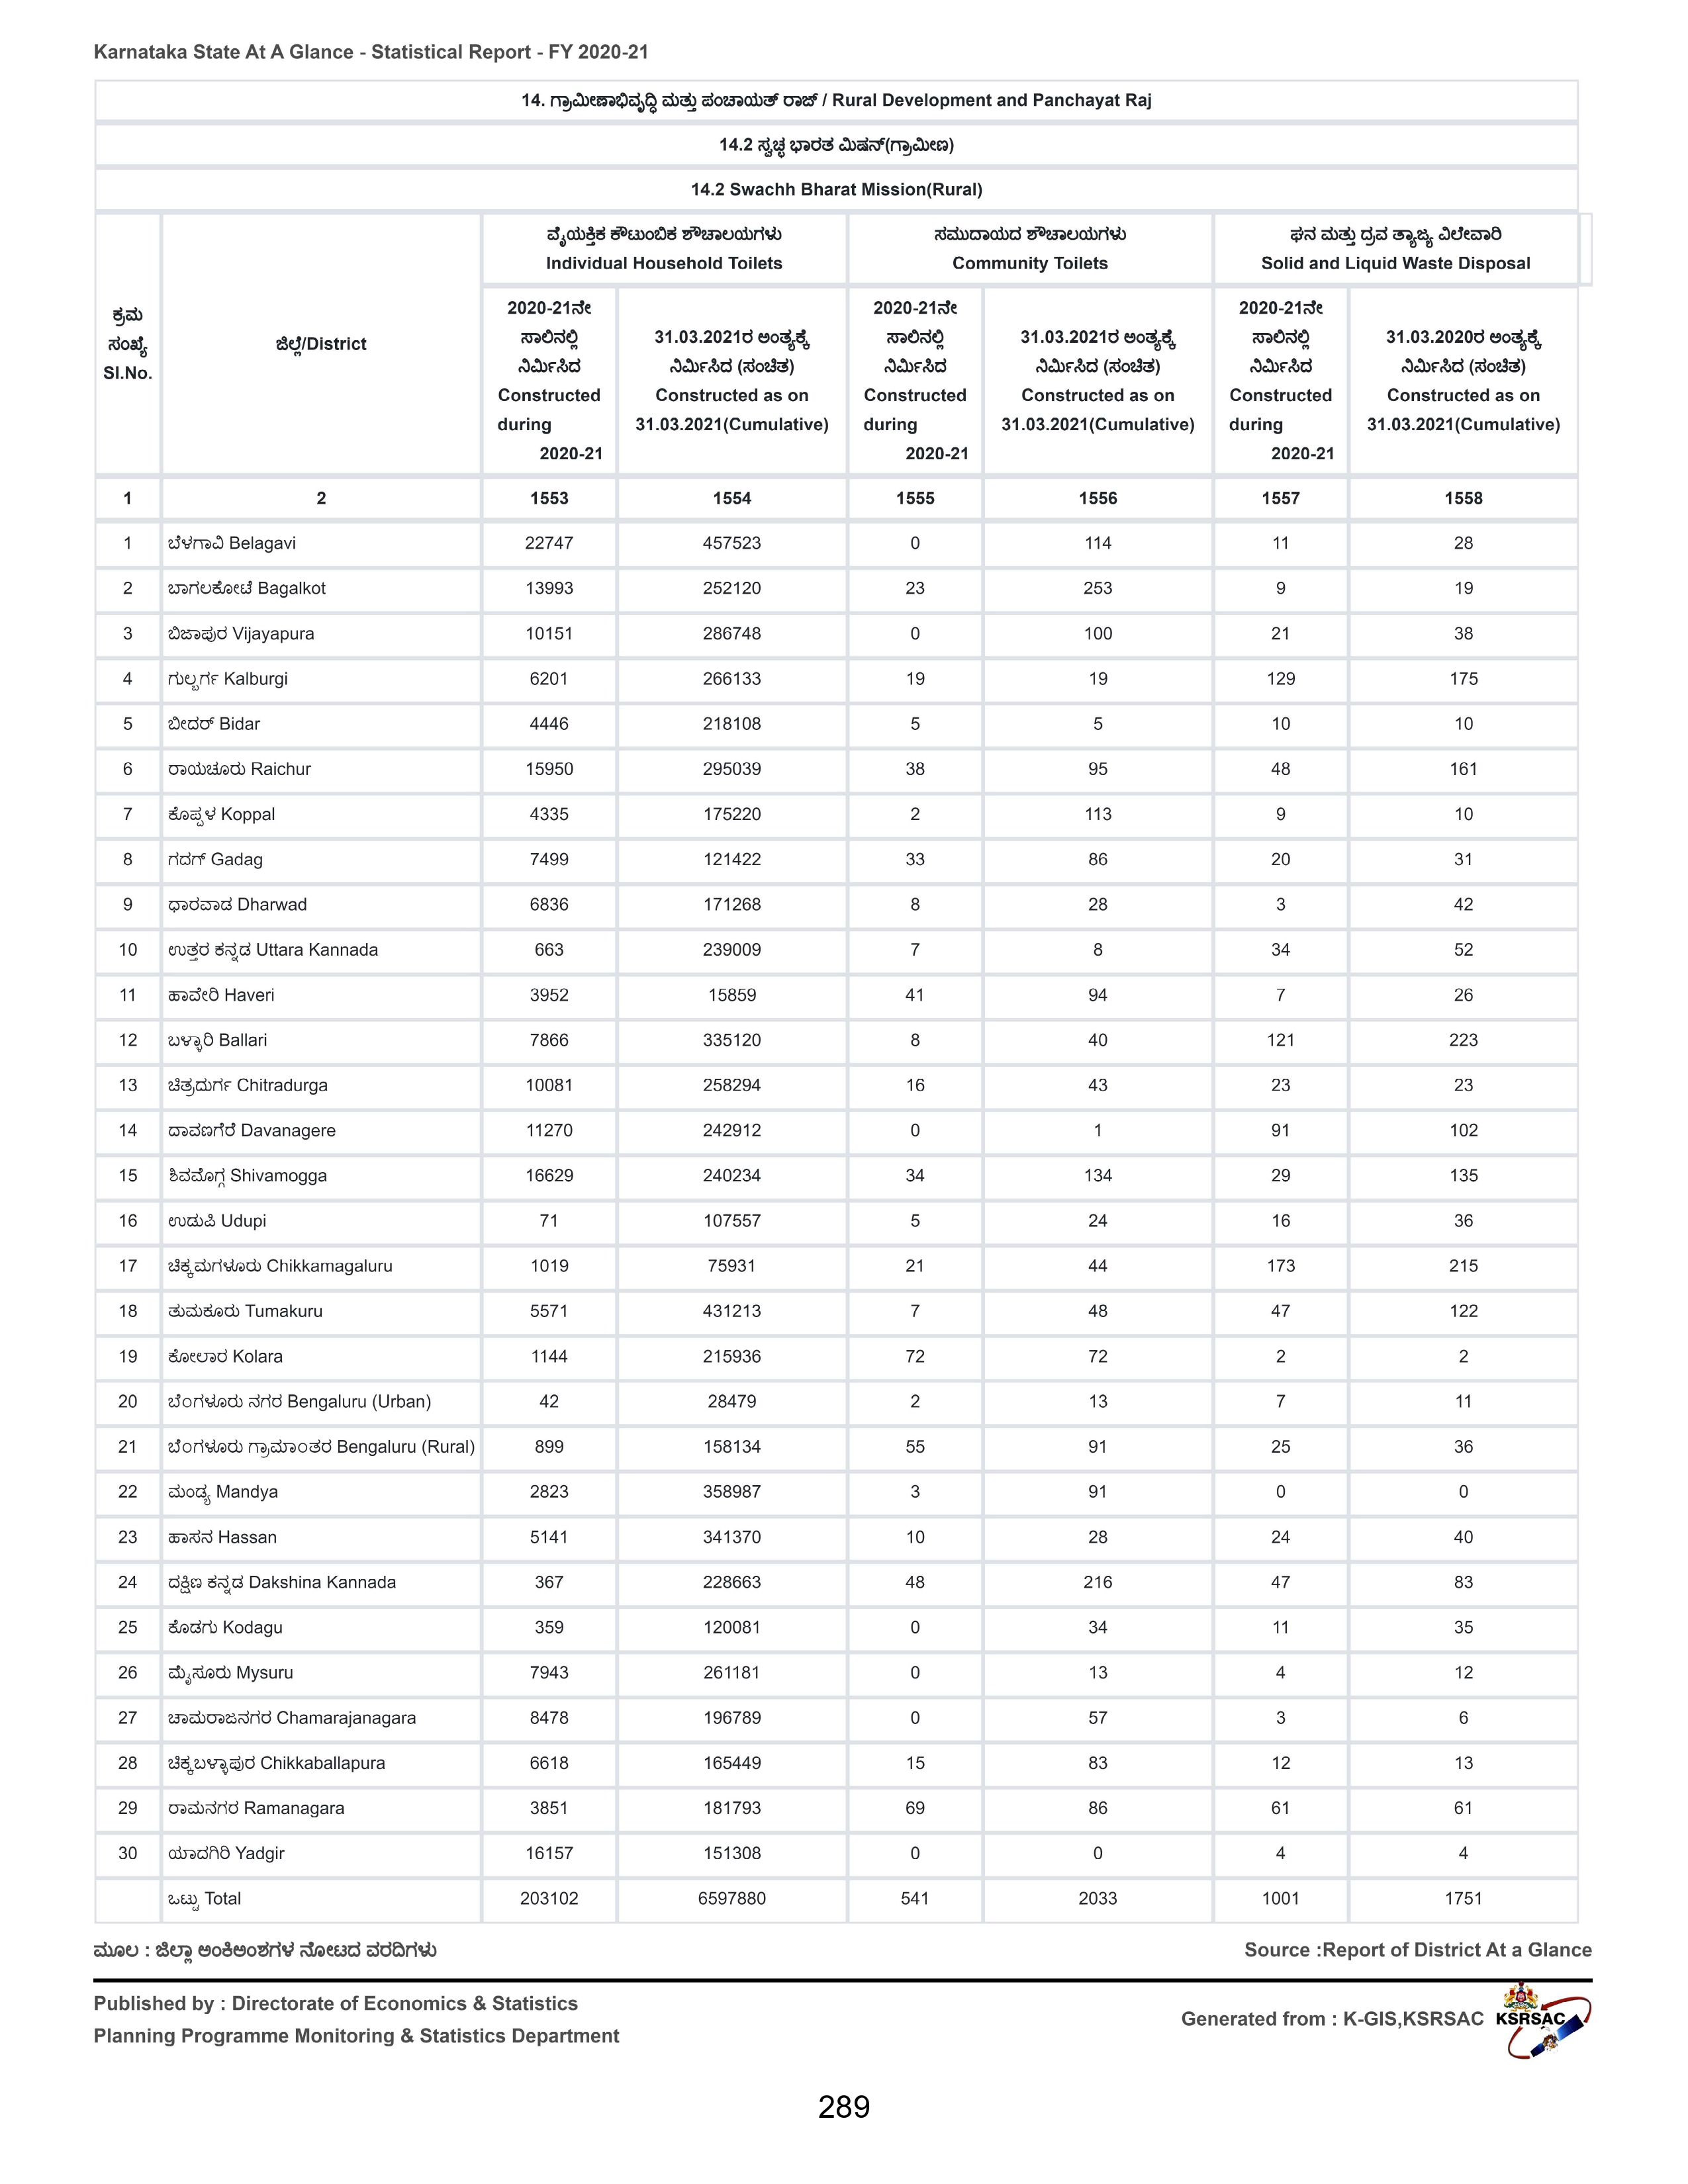 Karnataka State At A Glance - Statistical Report - FY 2020-21
14. ಗ್ರಾಮೀಣಾಭಿವೃದ್ಧಿ ಮತ್ತು ಪಂಚಾಯತ್ ರಾಜ್ / Rural Development and Panchayat Raj
14.2 ಸ್ವಚ್ಛ ಭಾರತ ಮಿಷನ್(ಗ್ರಾಮೀಣ)
14.2 Swachh Bharat Mission(Rural)
ಕ್ರಮ
ಸಂಖ್ಯೆ
Sl.No.
ಜಿಲ್ಲೆ/District
ವೈಯಕ್ತಿಕ ಕೌಟುಂಬಿಕ ಶೌಚಾಲಯಗಳು
Individual Household Toilets
ಸಮುದಾಯದ ಶೌಚಾಲಯಗಳು
Community Toilets
ಘನ ಮತ್ತು ದ್ರವ ತ್ಯಾಜ್ಯ ವಿಲೇವಾರಿ
Solid and Liquid Waste Disposal
2020-21ನೇ
ಸಾಲಿನಲ್ಲಿ
ನಿರ್ಮಿಸಿದ
Constructed
during
2020-21
31.03.2021ರ ಅಂತ್ಯಕ್ಕೆ
ನಿರ್ಮಿಸಿದ (ಸಂಚಿತ)
Constructed as on
31.03.2021(Cumulative)
2020-21ನೇ
ಸಾಲಿನಲ್ಲಿ
ನಿರ್ಮಿಸಿದ
Constructed
during
2020-21
31.03.2021ರ ಅಂತ್ಯಕ್ಕೆ
ನಿರ್ಮಿಸಿದ (ಸಂಚಿತ)
Constructed as on
31.03.2021(Cumulative)
2020-21ನೇ
ಸಾಲಿನಲ್ಲಿ
ನಿರ್ಮಿಸಿದ
Constructed
during
2020-21
31.03.2020ರ ಅಂತ್ಯಕ್ಕೆ
ನಿರ್ಮಿಸಿದ (ಸಂಚಿತ)
Constructed as on
31.03.2021(Cumulative)
1 2 1553 1554 1555 1556 1557 1558
1 ಬೆಳಗಾವಿ Belagavi 22747 457523 0 114 11 28
2 ಬಾಗಲಕೋಟೆ Bagalkot 13993 252120 23 253 9 19
3 ಬಿಜಾಪುರ Vijayapura 10151 286748 0 100 21 38
4 ಗುಲ್ಬರ್ಗ Kalburgi 6201 266133 19 19 129 175
5 ಬೀದರ್ Bidar 4446 218108 5 5 10 10
6 ರಾಯಚೂರು Raichur 15950 295039 38 95 48 161
7 ಕೊಪ್ಪಳ Koppal 4335 175220 2 113 9 10
8 ಗದಗ್ Gadag 7499 121422 33 86 20 31
9 ಧಾರವಾಡ Dharwad 6836 171268 8 28 3 42
10 ಉತ್ತರ ಕನ್ನಡ Uttara Kannada 663 239009 7 8 34 52
11 ಹಾವೇರಿ Haveri 3952 15859 41 94 7 26
12 ಬಳ್ಳಾರಿ Ballari 7866 335120 8 40 121 223
13 ಚಿತ್ರದುರ್ಗ Chitradurga 10081 258294 16 43 23 23
14 ದಾವಣಗೆರೆ Davanagere 11270 242912 0 1 91 102
15 ಶಿವಮೊಗ್ಗ Shivamogga 16629 240234 34 134 29 135
16 ಉಡುಪಿ Udupi 71 107557 5 24 16 36
17 ಚಿಕ್ಕಮಗಳೂರು Chikkamagaluru 1019 75931 21 44 173 215
18 ತುಮಕೂರು Tumakuru 5571 431213 7 48 47 122
19 ಕೋಲಾರ Kolara 1144 215936 72 72 2 2
20 ಬೆಂಗಳೂರು ನಗರ Bengaluru (Urban) 42 28479 2 13 7 11
21 ಬೆಂಗಳೂರು ಗ್ರಾಮಾಂತರ Bengaluru (Rural) 899 158134 55 91 25 36
22 ಮಂಡ್ಯ Mandya 2823 358987 3 91 0 0
23 ಹಾಸನ Hassan 5141 341370 10 28 24 40
24 ದಕ್ಷಿಣ ಕನ್ನಡ Dakshina Kannada 367 228663 48 216 47 83
25 ಕೊಡಗು Kodagu 359 120081 0 34 11 35
26 ಮೈಸೂರು Mysuru 7943 261181 0 13 4 12
27 ಚಾಮರಾಜನಗರ Chamarajanagara 8478 196789 0 57 3 6
28 ಚಿಕ್ಕಬಳ್ಳಾಪುರ Chikkaballapura 6618 165449 15 83 12 13
29 ರಾಮನಗರ Ramanagara 3851 181793 69 86 61 61
30 ಯಾದಗಿರಿ Yadgir 16157 151308 0 0 4 4
ಒಟ್ಟು Total 203102 6597880 541 2033 1001 1751
ಮೂಲ : ಜಿಲ್ಲಾ ಅಂಕಿಅಂಶಗಳ ನೋಟದ ವರದಿಗಳು Source :Report of District At a Glance
Published by : Directorate of Economics & Statistics
Planning Programme Monitoring & Statistics Department
Generated from : K-GIS,KSRSAC
KSRSAC
289